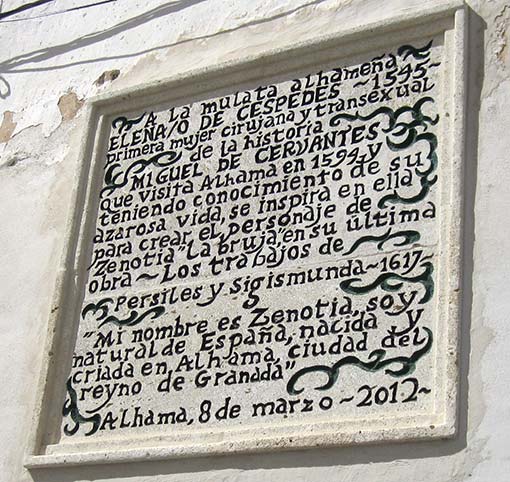 A la mulata alhameña
ELENA/O DE CESPEDES ~1545~
primera mujer cirujana y transexual
de la historia
Y MIGUEL DE CERVANTES
Que visita Alhama en 1594, y
teniendo conocimiento de su
azarosa vida, se inspira en ella
para crear el personaje de
Zenotia "La bruja," en su última
obra ~ Los trabajos de
Persiles y Sigismunda ~1617~
"Mi nombre es Zenotia, soy
natural de España, nacida y
criada en Alhama, ciudad del
reyno de Granada"
Alhama, 8 de marzo ~ 2012 ~